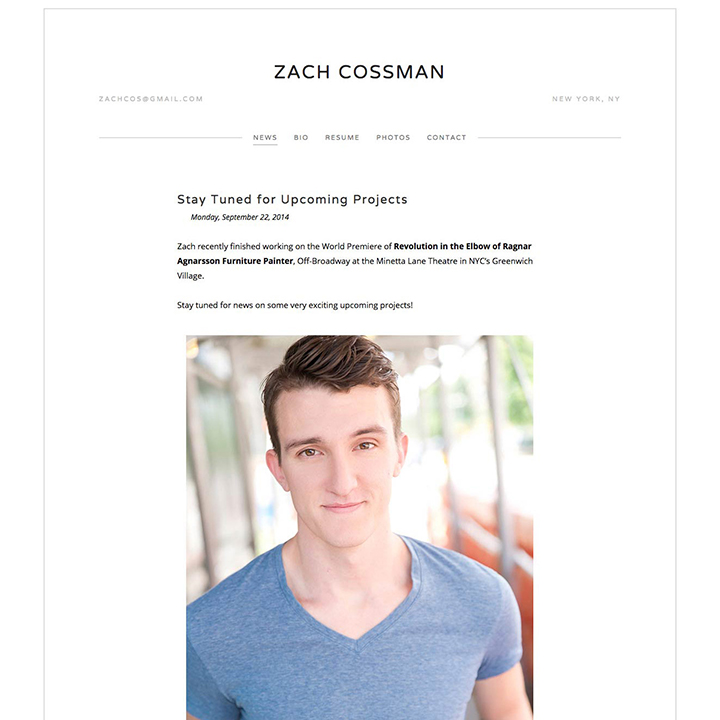 ZACH COSSMAN
ZACHCOS@GMAIL.COM NEW YORK, NY
NEWS BIO RESUME PHOTOS CONTACT
Stay Tuned for Upcoming Projects
Monday, September 22, 2014
Zach recently finished working on the World Premiere of Revolution in the Elbow of Ragnar
Agnarsson Furniture Painter, Off-Broadway at the Minetta Lane Theatre in NYC's Greenwich
Village.
Stay tuned for news on some very exciting upcoming projects!